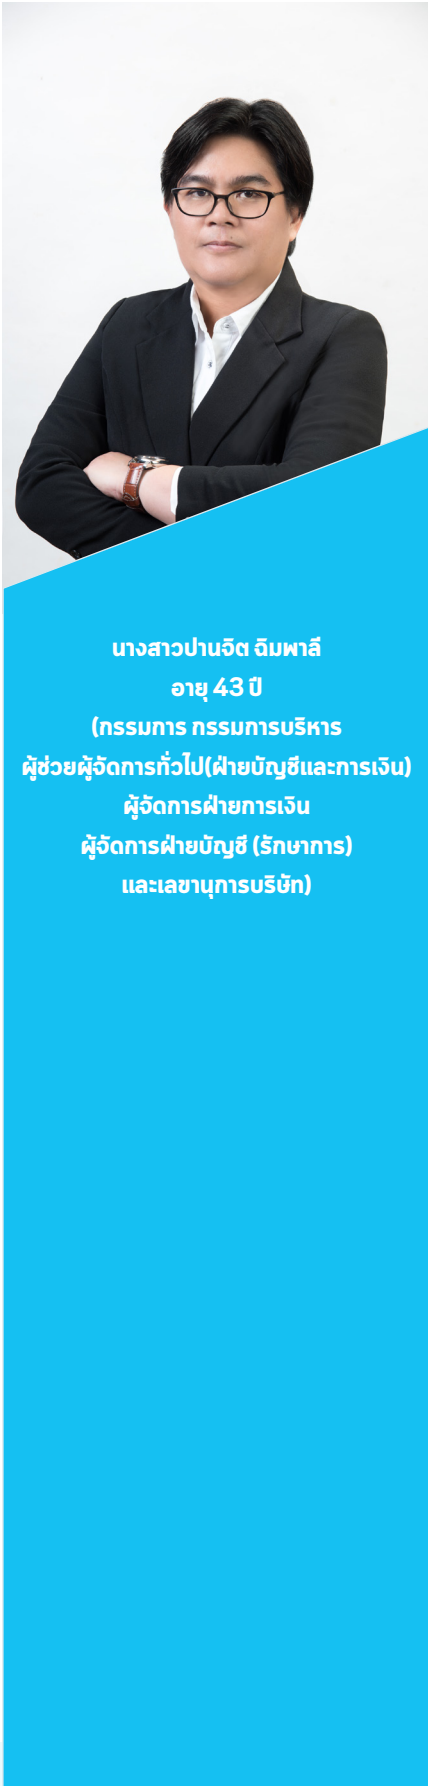 นางสาวปานจิต ฉิมพาลี
อายุ 43 ปี
(กรรมการ กรรมการบริหาร
ผู้ช่วยผู้จัดการทั่วไป(ฝ่ายบัญชีและการเงิน)
ผู้จัดการฝ่ายการเงิน
ผู้จัดการฝ่ายบัญชี (รักษาการ)
และเลขานุการบริษัท)